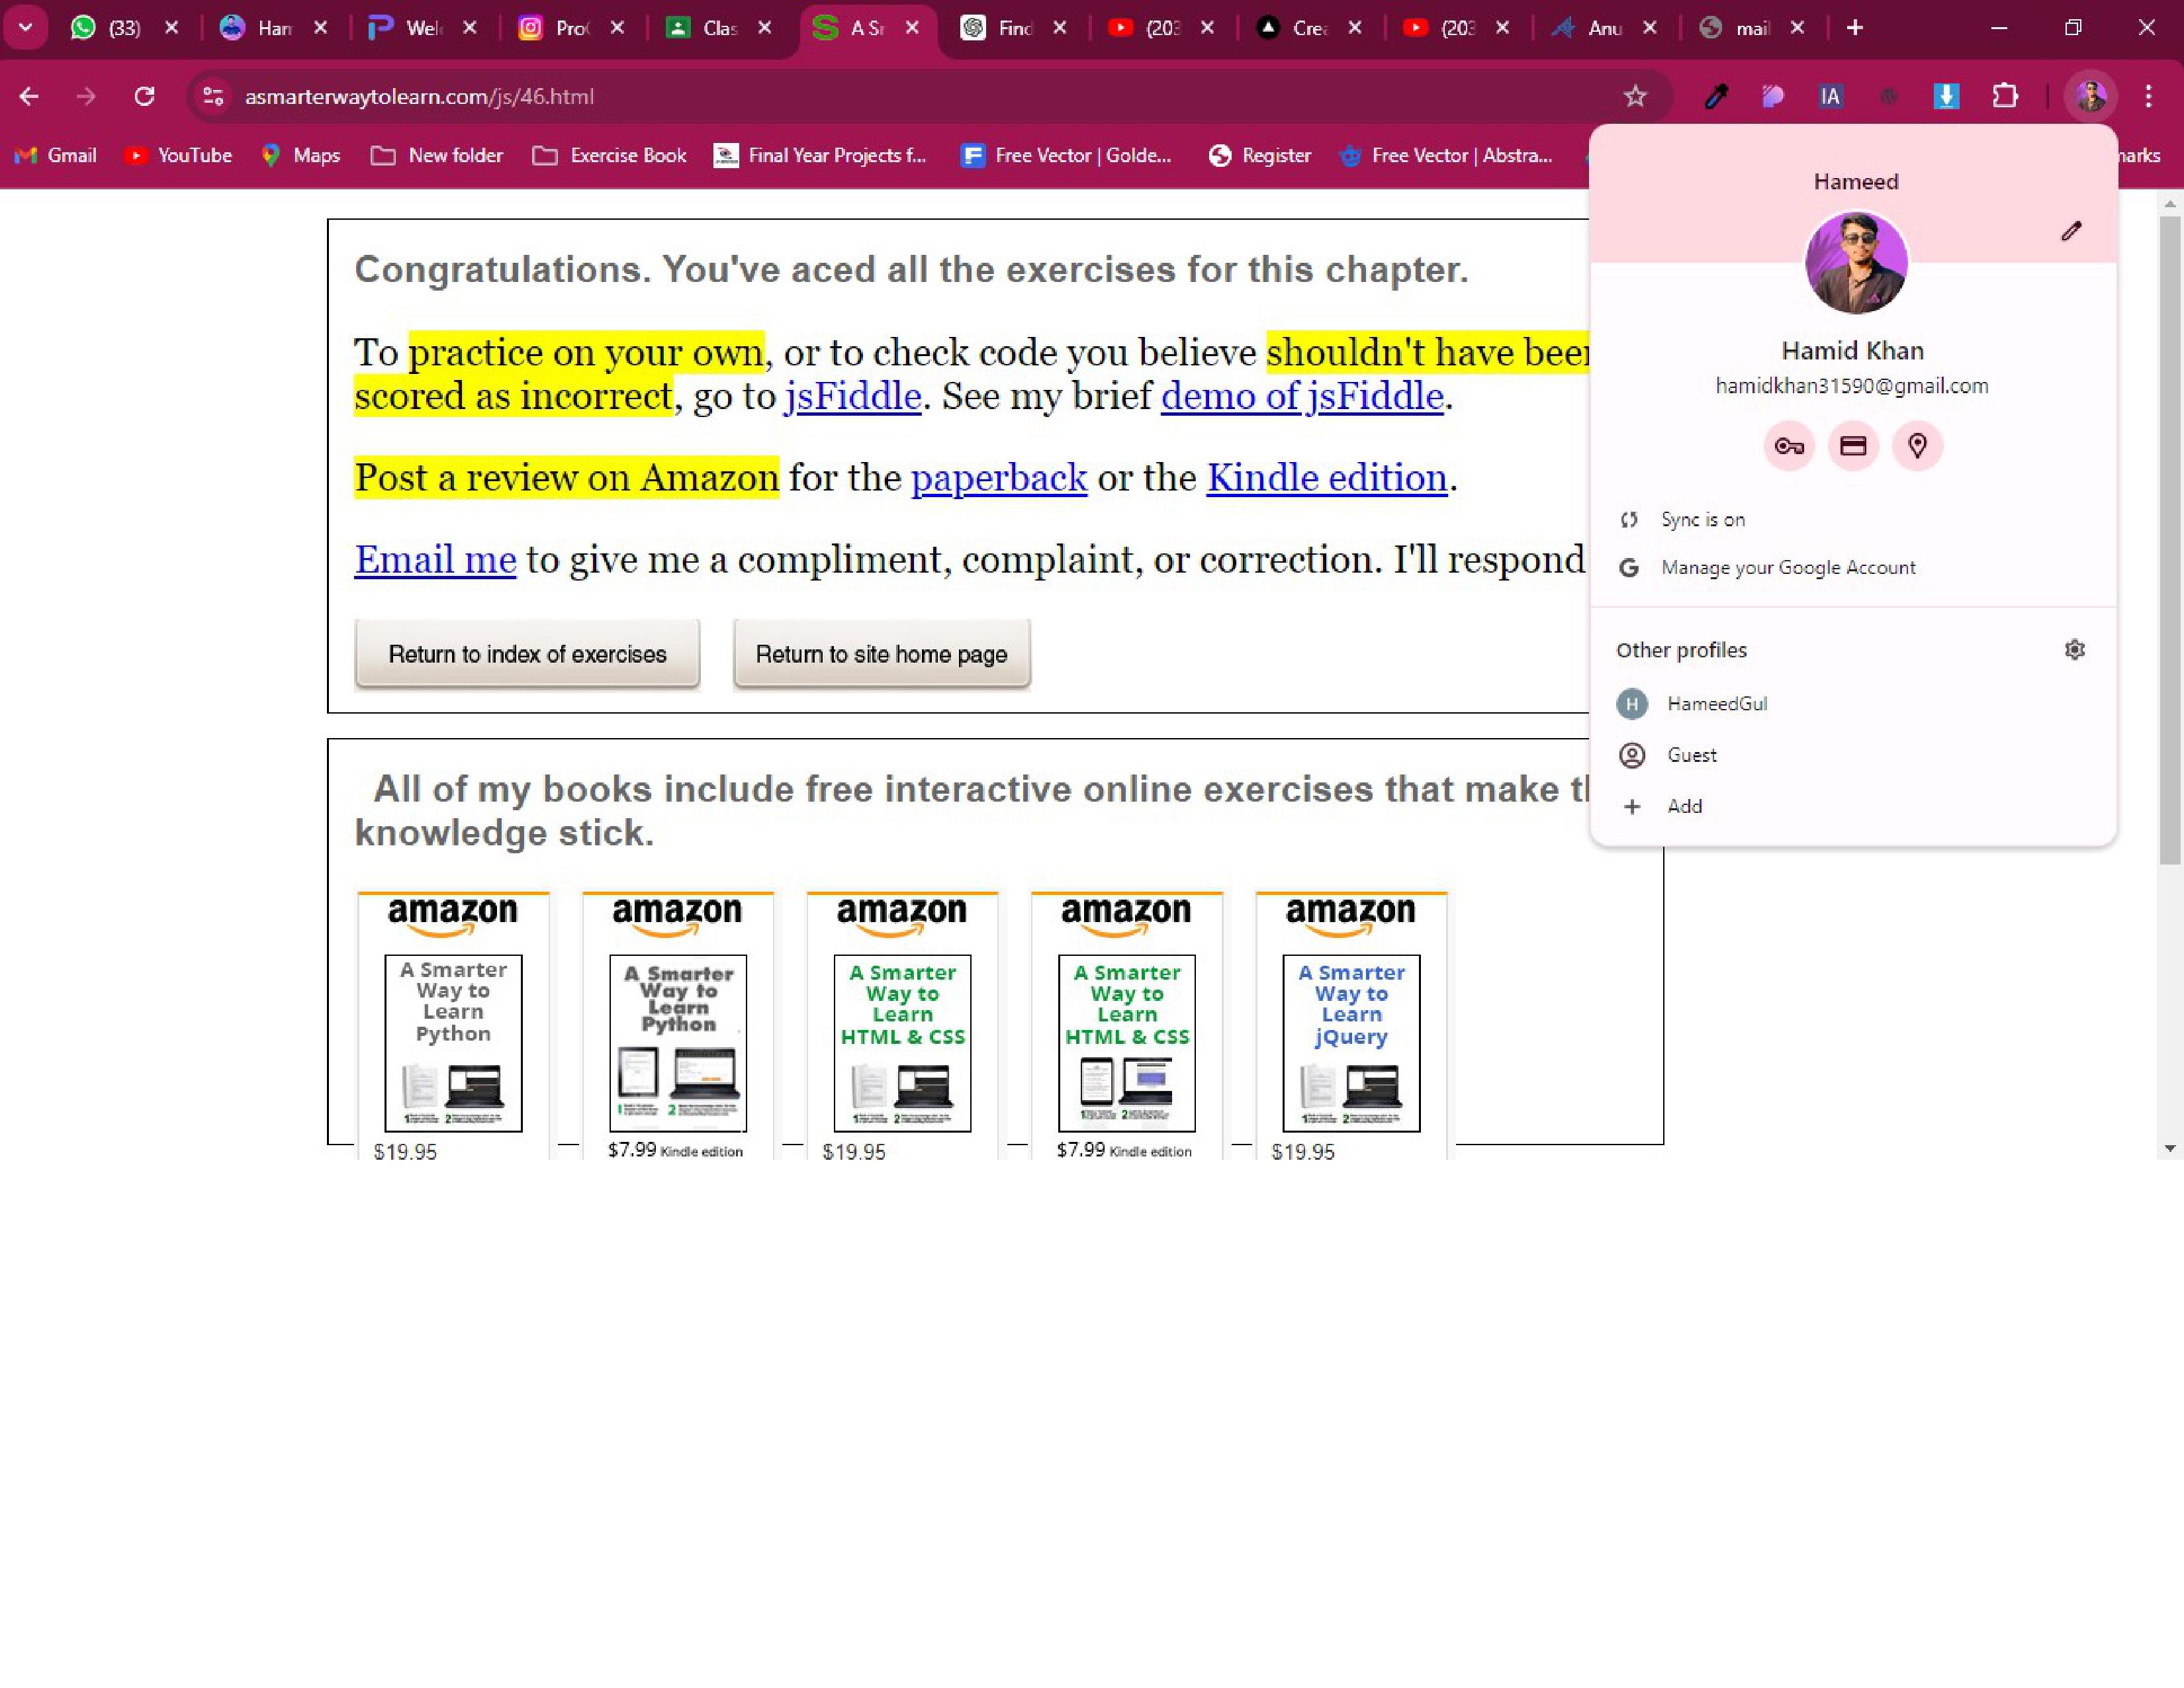 (33)
Ham
Wel
Pro
Clas
A Sr
Find
(203
Crea
(203
Anu
mail
asmarterwaytolearn.com/js/46.html
IA
Gmail
YouTube
Maps
New folder
Exercise Book
Final Year Projects f...
Free Vector | Golde...
Register
Free Vector | Abstra...
Hameed
Hamid Khan
hamidkhan31590@gmail.com
Sync is on
Manage your Google Account
Other profiles
H HameedGul
Guest
Add
Congratulations. You've aced all the exercises for this chapter.
To practice on your own, or to check code you believe shouldn't have been
scored as incorrect, go to jsFiddle. See my brief demo of jsFiddle.
Post a review on Amazon for the paperback or the Kindle edition.
Email me to give me a compliment, complaint, or correction. I'll respond
Return to index of exercises
Return to site home page
All of my books include free interactive online exercises that make th
knowledge stick.
amazon
A Smarter
Way to
Learn
Python
$19.95
amazon
A Smarter
Way to
Learn
Python
$7.99 Kindle edition
amazon
A Smarter
Way to
Learn
HTML & CSS
$19.95
amazon
A Smarter
Way to
Learn
HTML & CSS
$7.99 Kindle edition
amazon
A Smarter
Way to
Learn
jQuery
$19.95